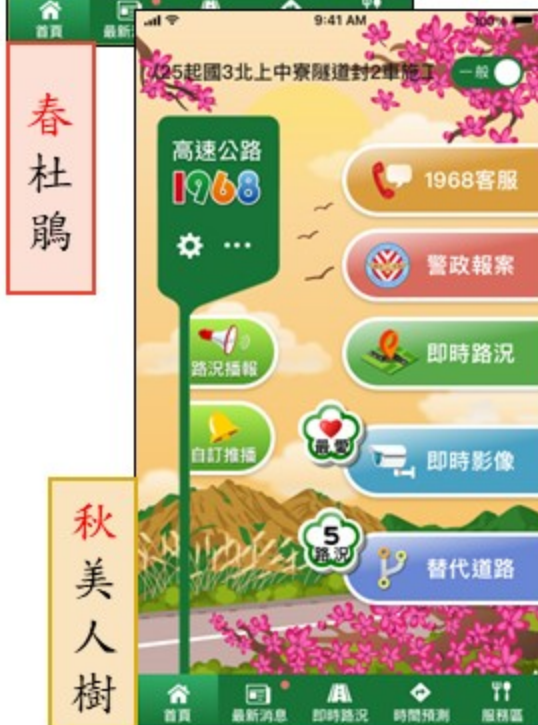 首頁
9:41 AM
100%
/25起國3北上中寮隧道封2車施工
一般
春杜鵑
高速公路
1968
1968客服
警政報案
路況播報
即時路況
自訂推播
最愛
即時影像
5
路況
替代道路
秋美人樹
首頁
最新消息
即時路況
時間預測
服務區